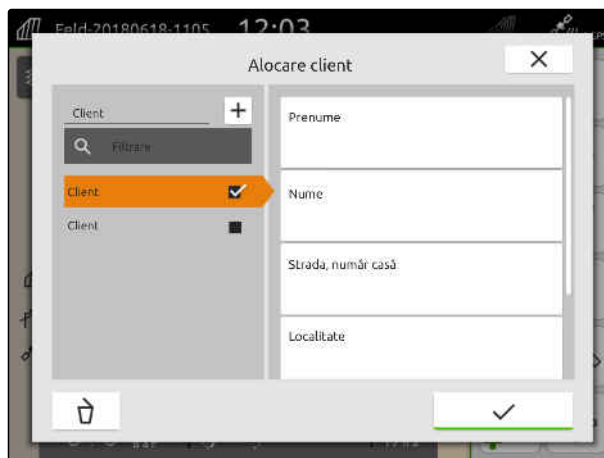 Feld-20180618-1105
12:03
Alocare client
Client
Filtrare
Client
Client
Prenume
Nume
Strada, număr casă
Localitate